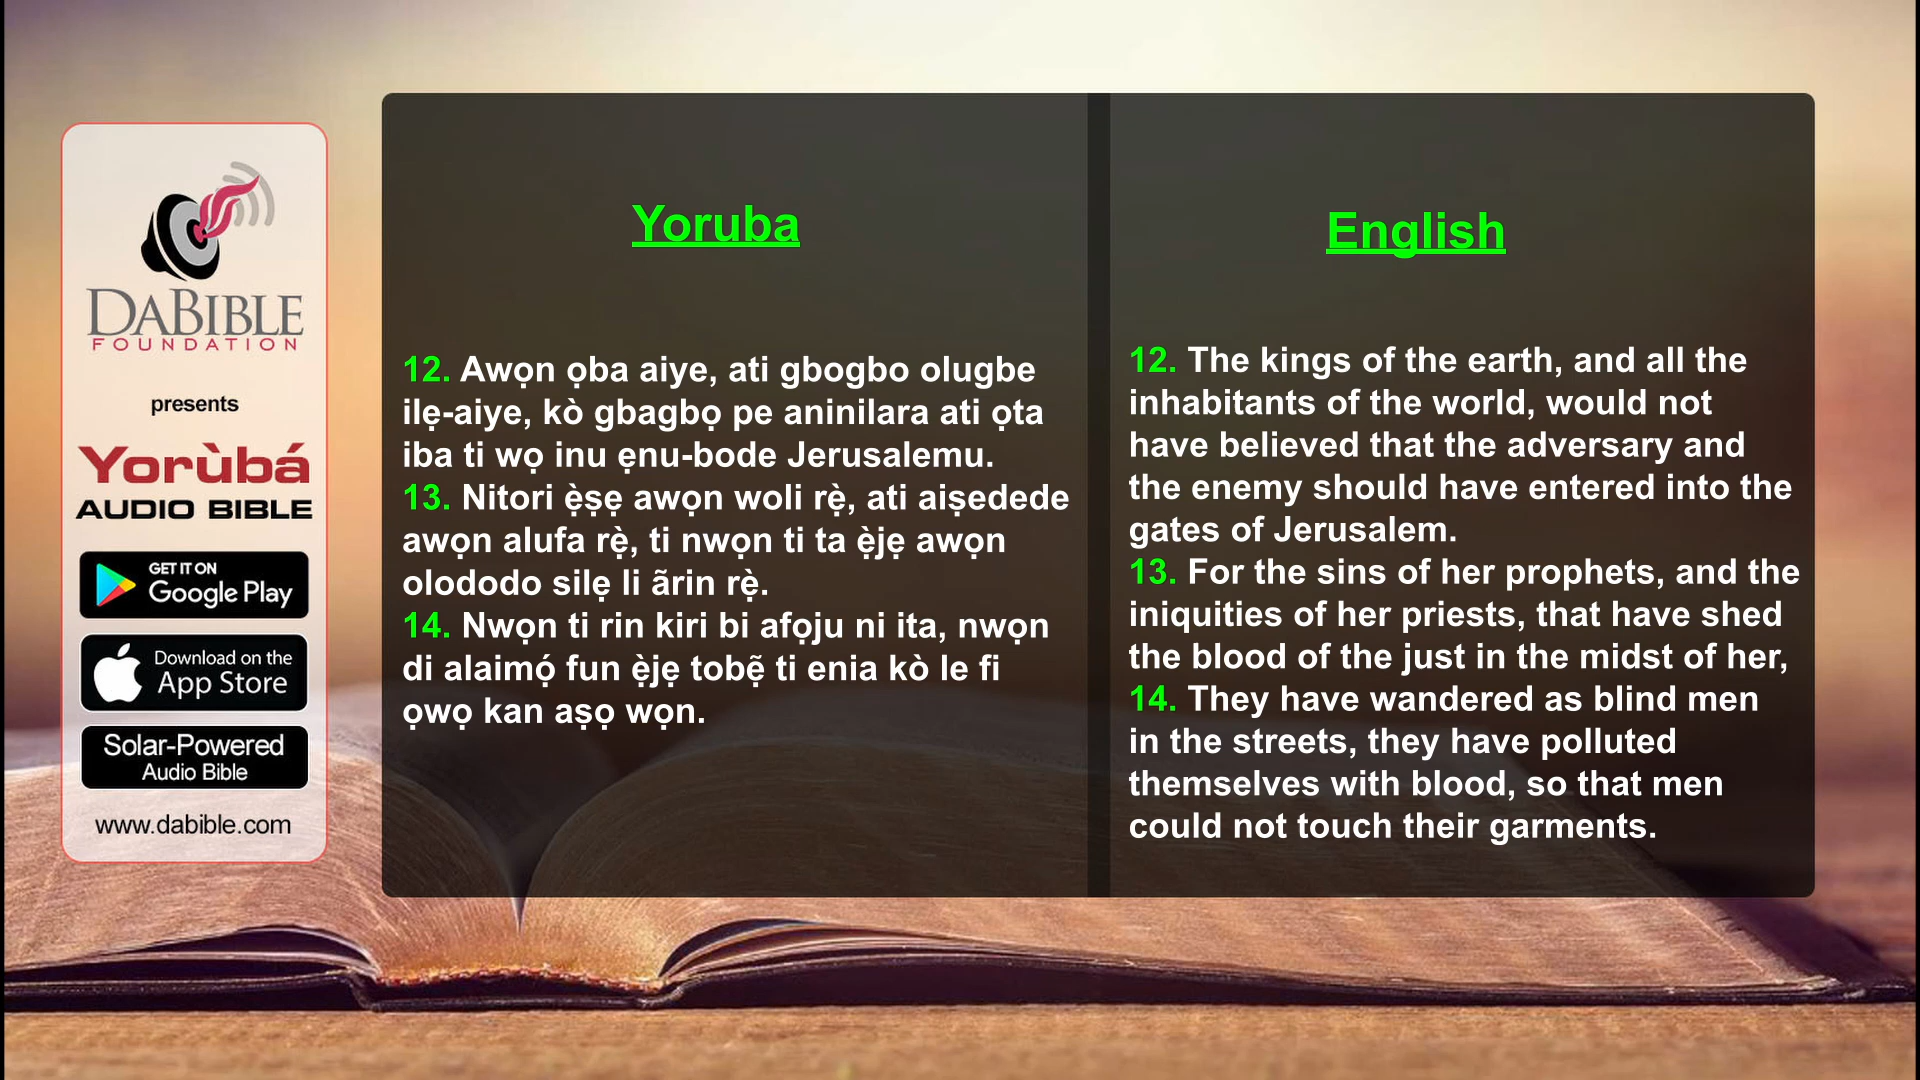 DABIBLE
FOUNDATION
presents
Yorùbá
AUDIO BIBLE
GET IT ON
Google Play
Download on the
App Store
Solar-Powered
Audio Bible
www.dabible.com
Yoruba
12. Awọn ọba aiye, ati gbogbo olugbe
ilẹ-aiye, kò gbagbọ pe aninilara ati ọta
iba ti wọ inu ẹnu-bode Jerusalemu.
13. Nitori ẹ̀ṣẹ awọn woli rẹ̀, ati aiṣedede
awọn alufa rẹ̀, ti nwọn ti ta ẹ̀jẹ awọn
olododo silẹ li ãrin rẹ̀.
14. Nwọn ti rin kiri bi afọju ni ita, nwọn
di alaimọ́ fun ẹ̀jẹ tobẹ̃ ti enia kò le fi
ọwọ kan aṣọ wọn.
English
12. The kings of the earth, and all the
inhabitants of the world, would not
have believed that the adversary and
the enemy should have entered into the
gates of Jerusalem.
13. For the sins of her prophets, and the
iniquities of her priests, that have shed
the blood of the just in the midst of her,
14. They have wandered as blind men
in the streets, they have polluted
themselves with blood, so that men
could not touch their garments.